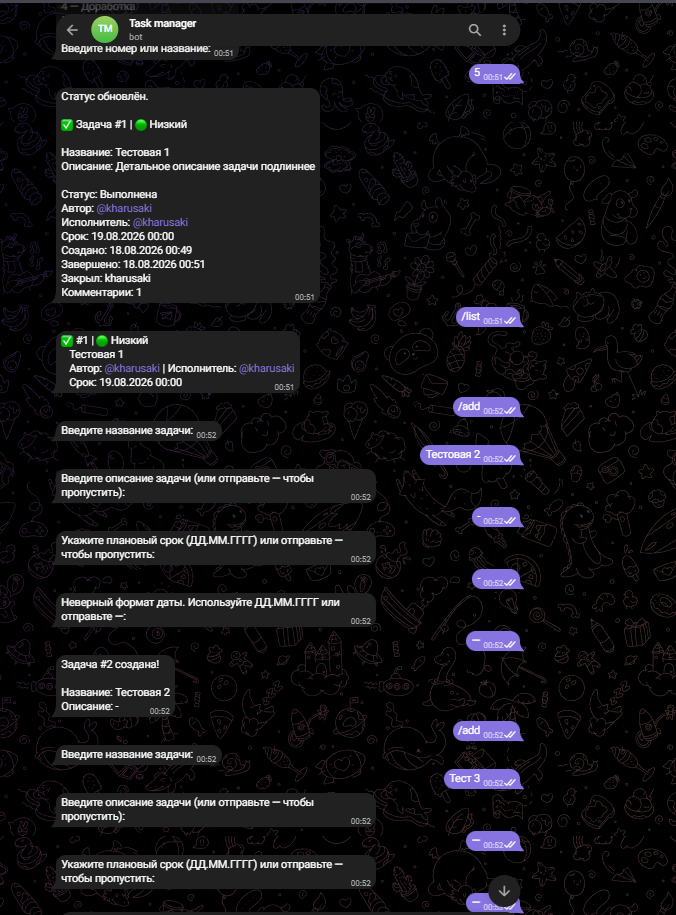 4 — Доработка
TM
Task manager
bot
Введите номер или название: 00:51
5 00:51
Статус обновлён.
✅ Задача #1 | 🟢 Низкий
Название: Тестовая 1
Описание: Детальное описание задачи подлиннее
Статус: Выполнена
Автор: @kharusaki
Исполнитель: @kharusaki
Срок: 19.08.2026 00:00
Создано: 18.08.2026 00:49
Завершено: 18.08.2026 00:51
Закрыл: kharusaki
Комментарии: 1
00:51
/list 00:51
✅ #1 | 🟢 Низкий
Тестовая 1
Автор: @kharusaki | Исполнитель: @kharusaki
Срок: 19.08.2026 00:00
00:51
/add 00:52
Введите название задачи: 00:52
Тестовая 2 00:52
Введите описание задачи (или отправьте — чтобы
пропустить):
00:52
- 00:52
Укажите плановый срок (ДД.ММ.ГГГГ) или отправьте —
чтобы пропустить:
00:52
- 00:52
Неверный формат даты. Используйте ДД.ММ.ГГГГ или
отправьте —:
00:52
— 00:52
Задача #2 создана!
Название: Тестовая 2
Описание: -
00:52
/add 00:52
Введите название задачи: 00:52
Тест 3 00:52
Введите описание задачи (или отправьте — чтобы
пропустить):
00:52
— 00:52
Укажите плановый срок (ДД.ММ.ГГГГ) или отправьте —
чтобы пропустить:
00:52
— 00:52